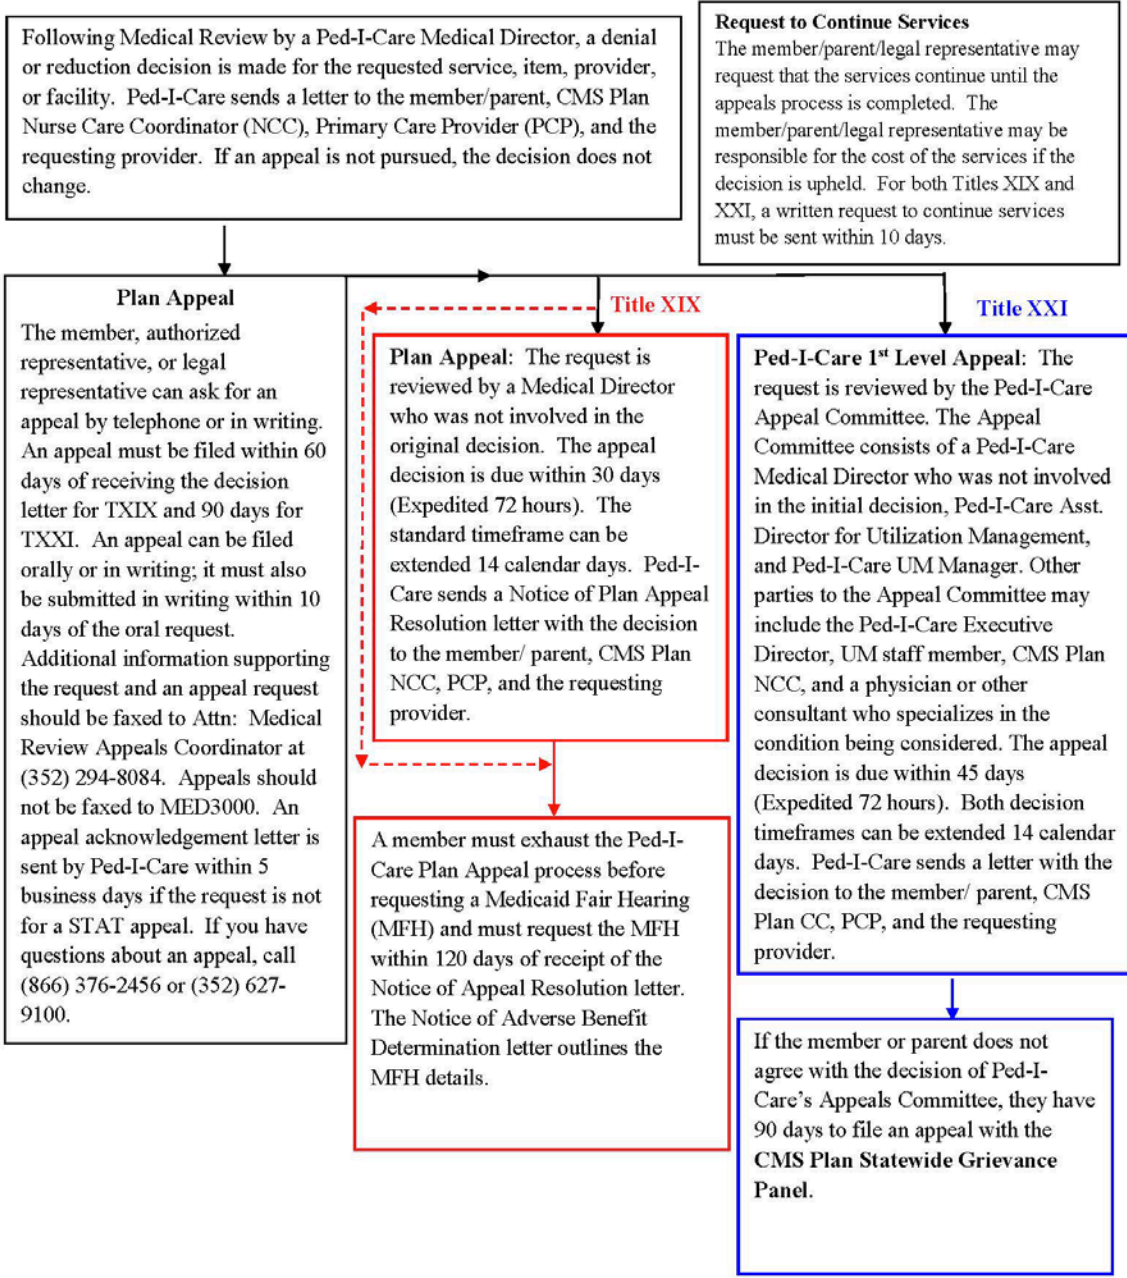 Following Medical Review by a Ped-I-Care Medical Director, a denial
or reduction decision is made for the requested service, item, provider,
or facility.  Ped-I-Care sends a letter to the member/parent, CMS Plan
Nurse Care Coordinator (NCC), Primary Care Provider (PCP), and the
requesting provider.  If an appeal is not pursued, the decision does not
change.
Request to Continue Services
The member/parent/legal representative may
request that the services continue until the
appeals process is completed.  The
member/parent/legal representative may be
responsible for the cost of the services if the
decision is upheld.  For both Titles XIX and
XXI, a written request to continue services
must be sent within 10 days.
Plan Appeal
The member, authorized
representative, or legal
representative can ask for an
appeal by telephone or in writing.
An appeal must be filed within 60
days of receiving the decision
letter for TXIX and 90 days for
TXXI.  An appeal can be filed
orally or in writing; it must also
be submitted in writing within 10
days of the oral request.
Additional information supporting
the request and an appeal request
should be faxed to Attn:  Medical
Review Appeals Coordinator at
(352) 294-8084.  Appeals should
not be faxed to MED3000.  An
appeal acknowledgement letter is
sent by Ped-I-Care within 5
business days if the request is not
for a STAT appeal.  If you have
questions about an appeal, call
(866) 376-2456 or (352) 627-
9100.
Title XIX
Plan Appeal:  The request is
reviewed by a Medical Director
who was not involved in the
original decision.  The appeal
decision is due within 30 days
(Expedited 72 hours).  The
standard timeframe can be
extended 14 calendar days.  Ped-I-
Care sends a Notice of Plan Appeal
Resolution letter with the decision
to the member/ parent, CMS Plan
NCC, PCP, and the requesting
provider.
A member must exhaust the Ped-I-
Care Plan Appeal process before
requesting a Medicaid Fair Hearing
(MFH) and must request the MFH
within 120 days of receipt of the
Notice of Appeal Resolution letter.
The Notice of Adverse Benefit
Determination letter outlines the
MFH details.
Title XXI
Ped-I-Care 1st Level Appeal:  The
request is reviewed by the Ped-I-Care
Appeal Committee. The Appeal
Committee consists of a Ped-I-Care
Medical Director who was not involved
in the initial decision, Ped-I-Care Asst.
Director for Utilization Management,
and Ped-I-Care UM Manager. Other
parties to the Appeal Committee may
include the Ped-I-Care Executive
Director, UM staff member, CMS Plan
NCC, and a physician or other
consultant who specializes in the
condition being considered. The appeal
decision is due within 45 days
(Expedited 72 hours).  Both decision
timeframes can be extended 14 calendar
days.  Ped-I-Care sends a letter with the
decision to the member/ parent, CMS
Plan CC, PCP, and the requesting
provider.
If the member or parent does not
agree with the decision of Ped-I-
Care's Appeals Committee, they have
90 days to file an appeal with the
CMS Plan Statewide Grievance
Panel.